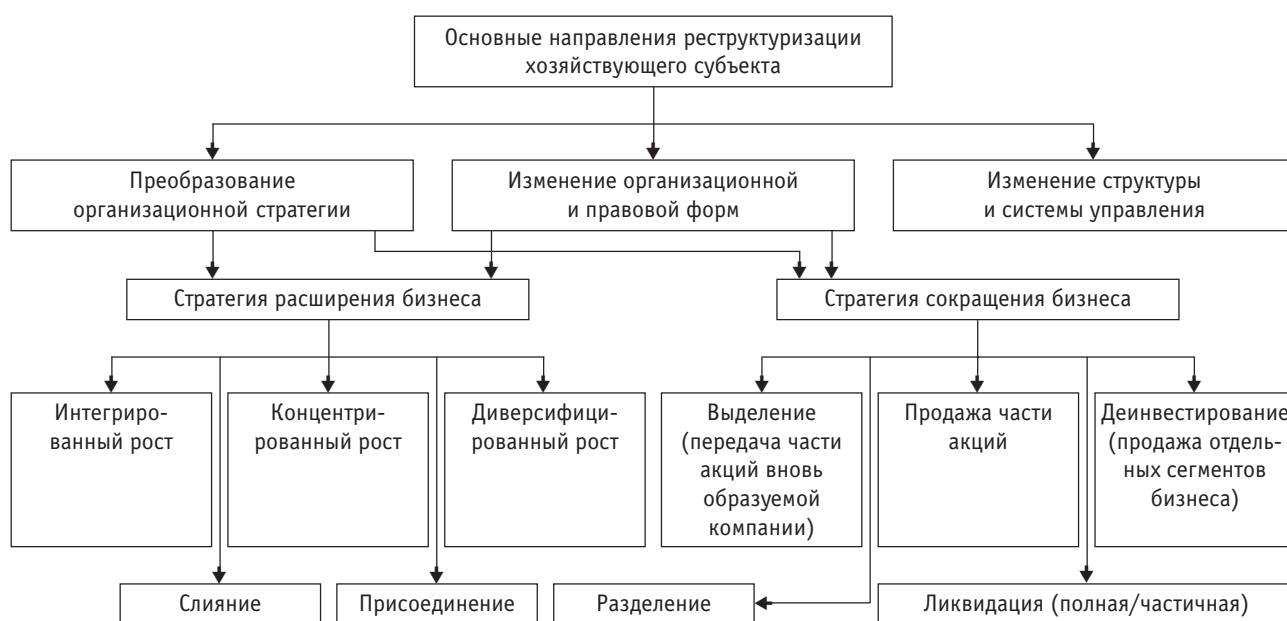 Основные направления реструктуризации
хозяйствующего субъекта
Преобразование
организационной стратегии
Изменение организационной
и правовой форм
Изменение структуры
и системы управления
Стратегия расширения бизнеса
Стратегия сокращения бизнеса
Интегриро-
ванный рост
Концентри-
рованный рост
Диверсифици-
рованный рост
Выделение
(передача части
акций вновь
образуемой
компании)
Продажа части
акций
Деинвестирование
(продажа отдель-
ных сегментов
бизнеса)
Слияние
Присоединение
Разделение
Ликвидация (полная/частичная)